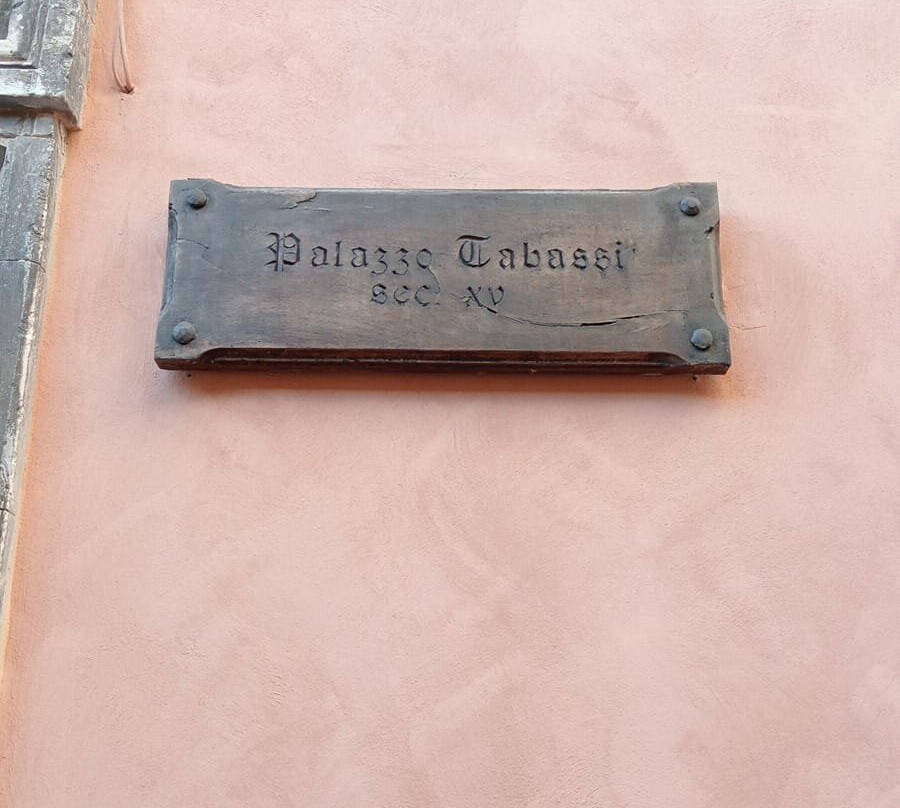 Palazzo Tabassi
sec. xv